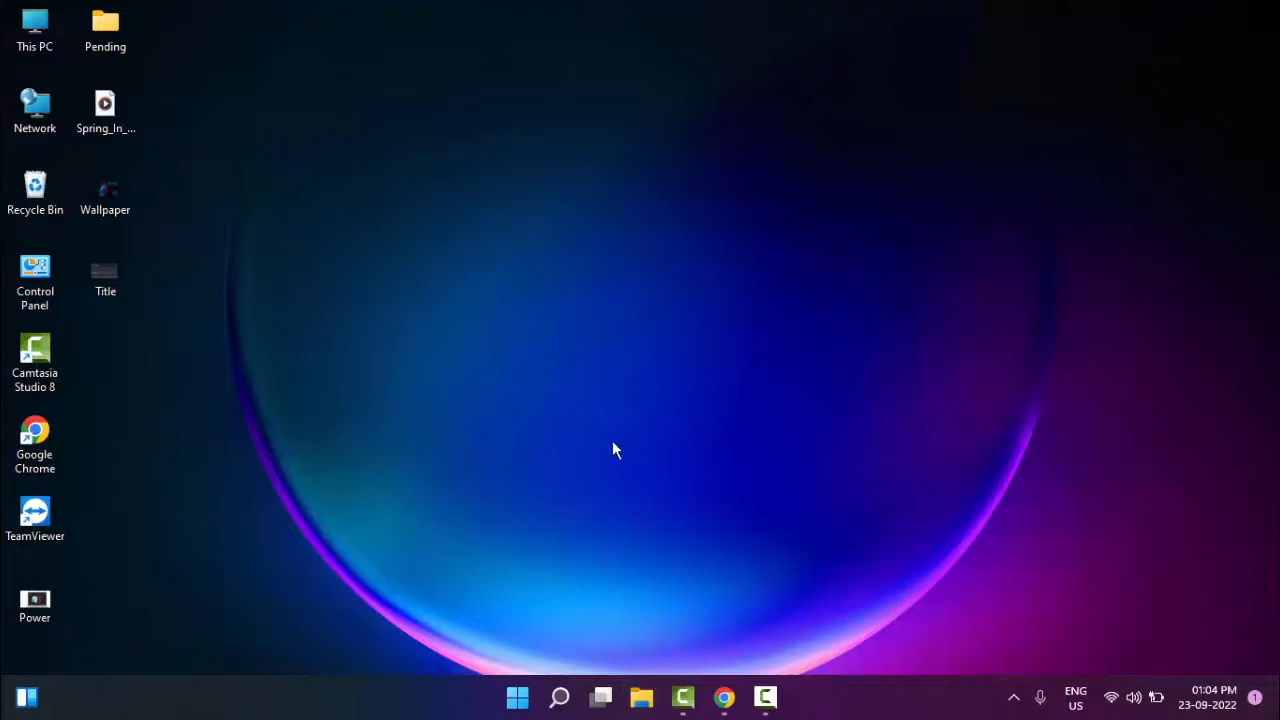 This PC
Pending
Network
Spring_In_...
Recycle Bin
Wallpaper
Control
Panel
Title
Camtasia
Studio 8
Google
Chrome
TeamViewer
Power
ENG
US
01:04 PM
23-09-2022
1